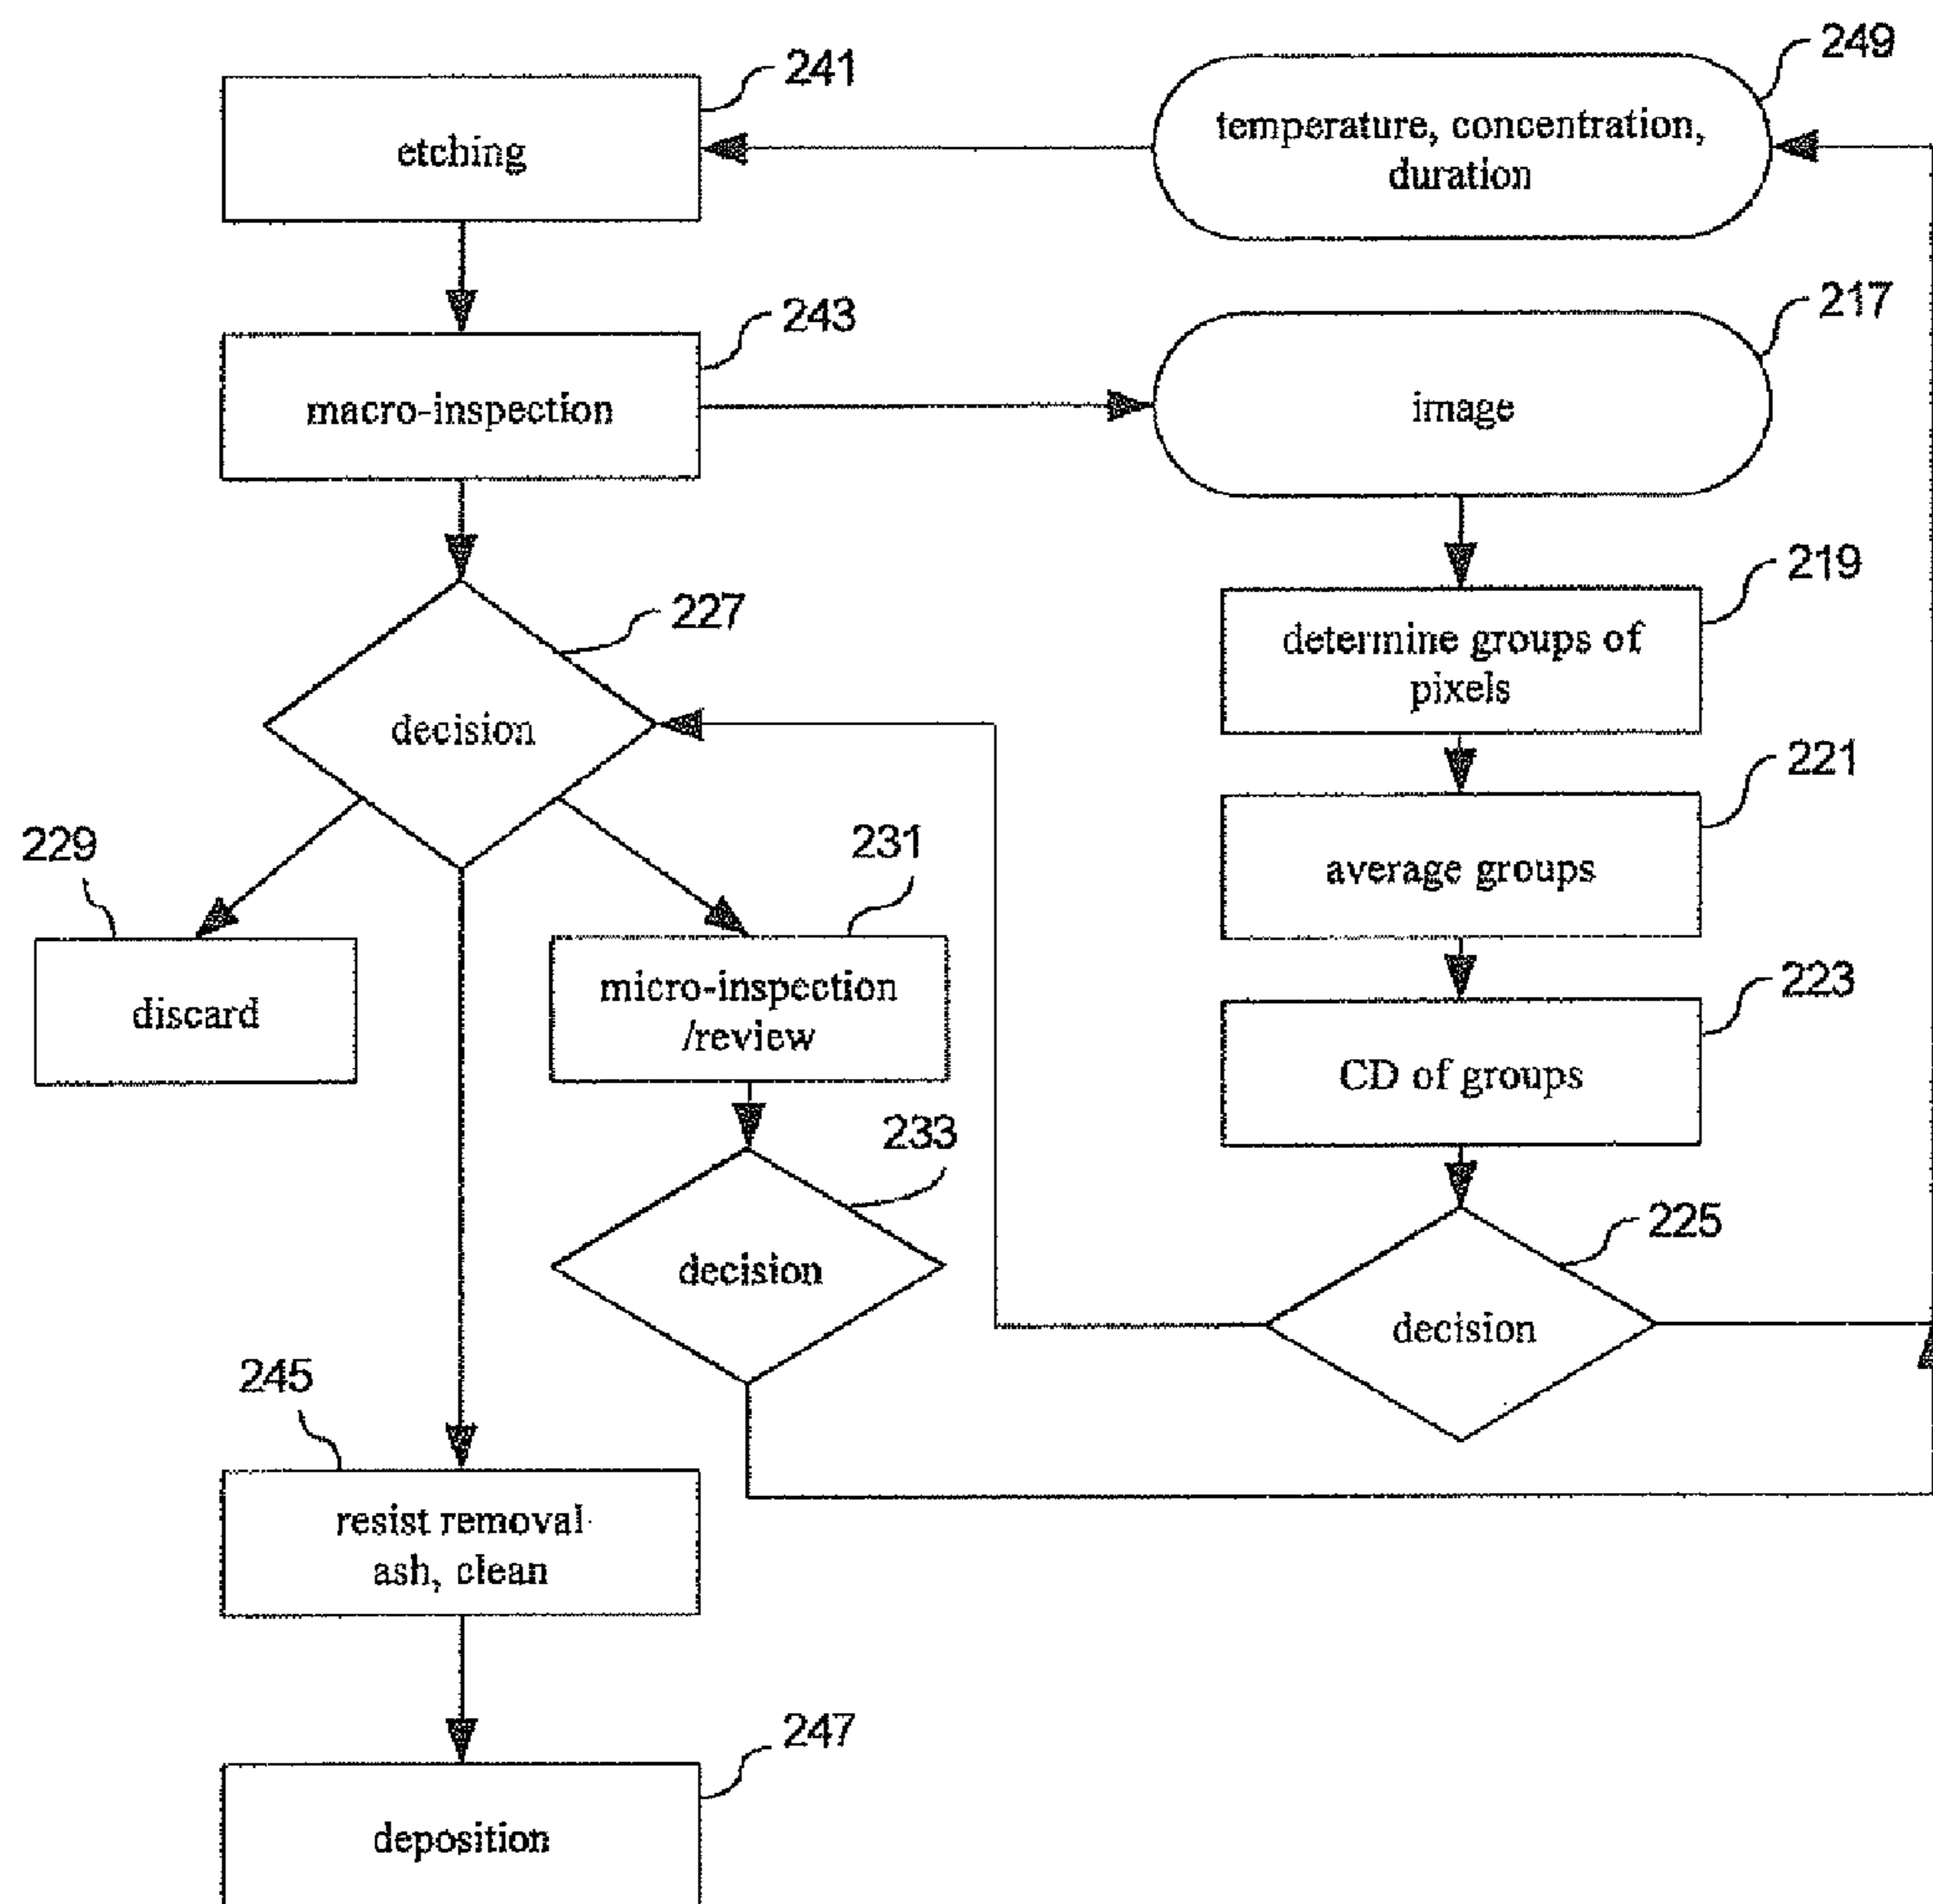 241
etching
249
temperature, concentration,
duration
243
macro-inspection
217
image
227
decision
219
determine groups of
pixels
221
average groups
229
discard
231
micro-inspection
/review
223
CD of groups
233
decision
225
decision
245
resist removal
ash, clean
247
deposition